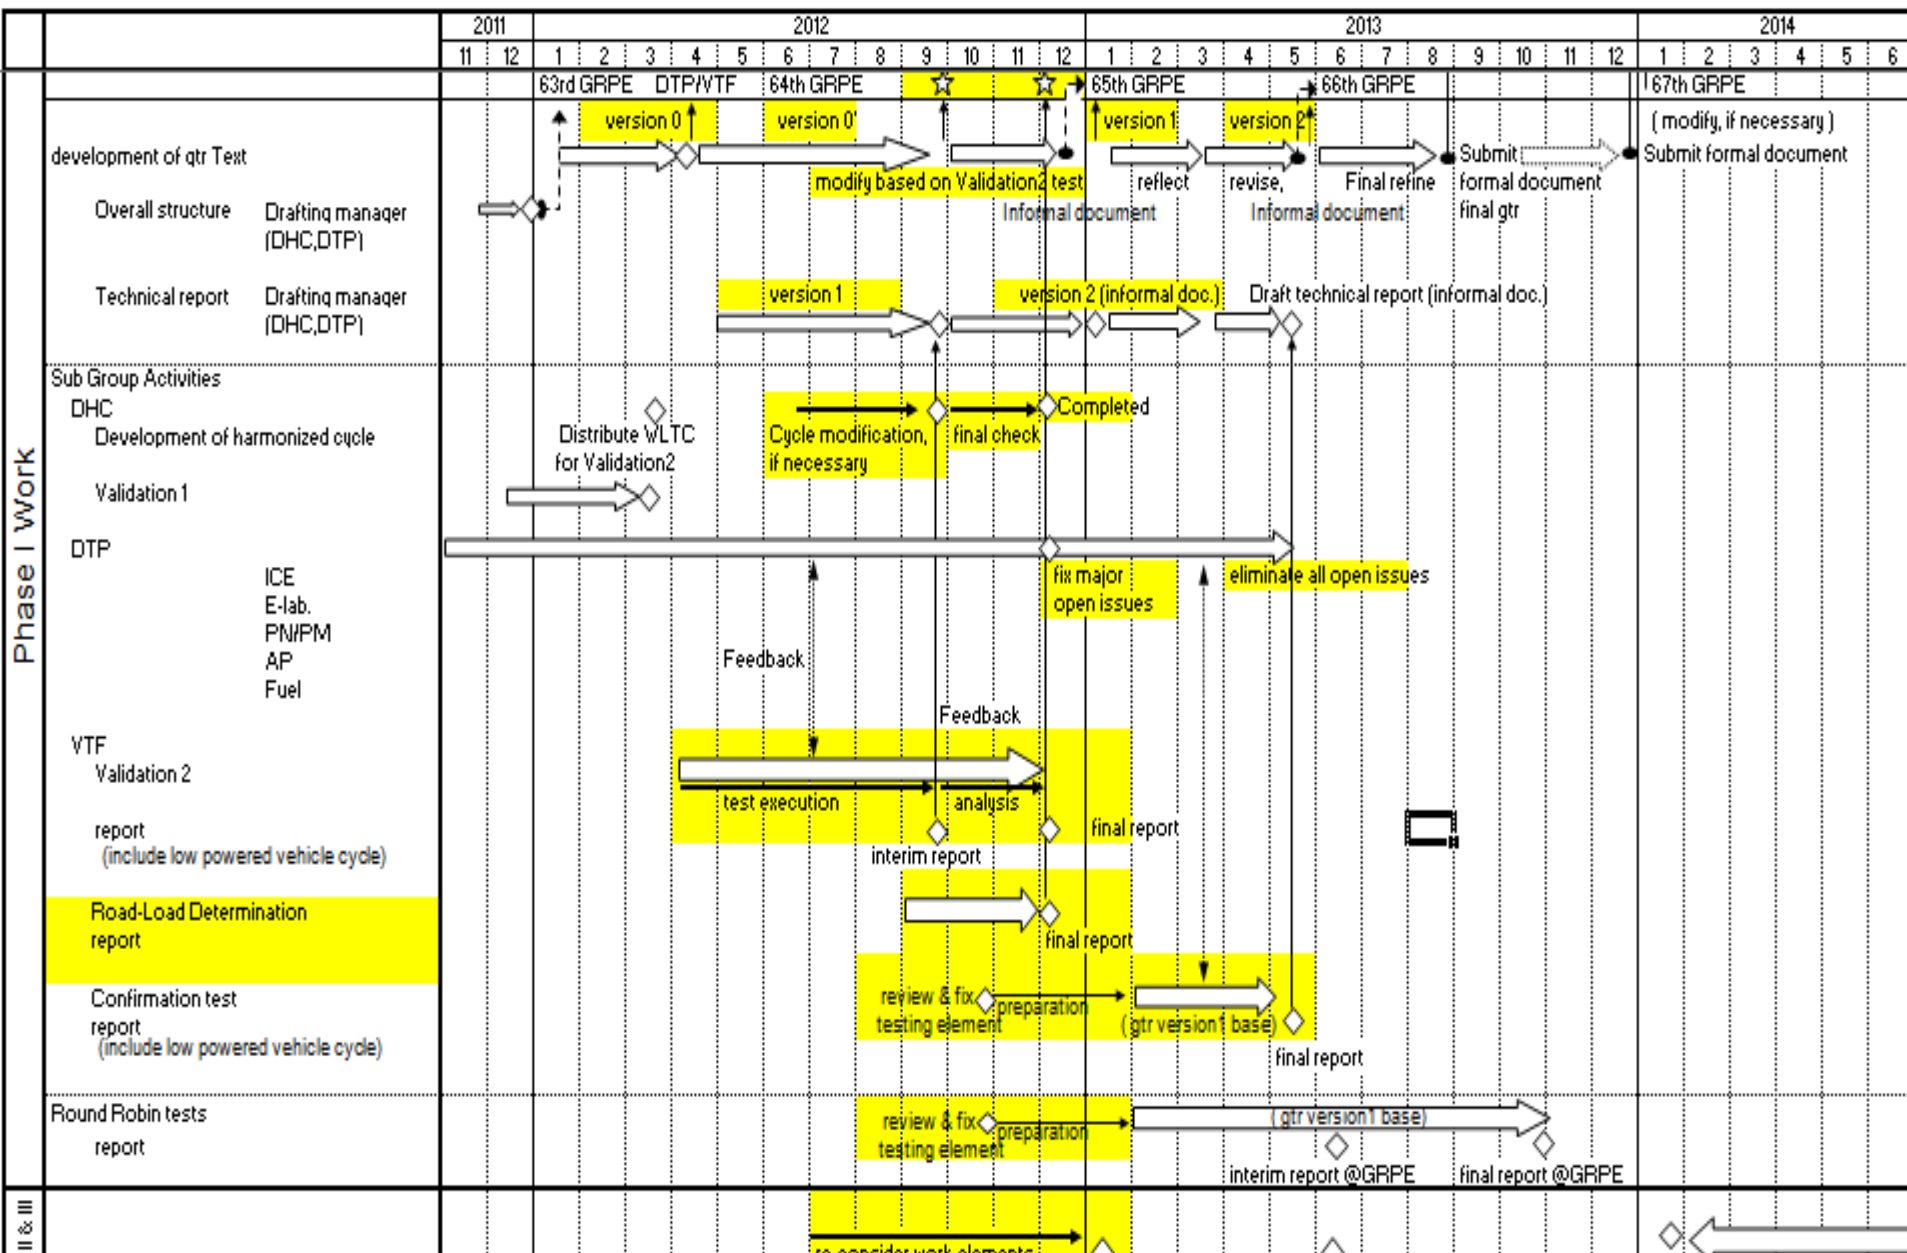 2011 2012 2013 2014
11 12 1 2 3 4 5 6 7 8 9 10 11 12 1 2 3 4 5 6 7 8 9 10 11 12 1 2 3 4 5 6
63rd GRPE DTP/VTF 64th GRPE 65th GRPE 66th GRPE 67th GRPE
version 0 version 0' version 1 version 2 ( modify, if necessary )
development of gtr Text Submit Submit formal document
modify based on Validation2 test reflect revise, Final refine formal document
Overall structure Drafting manager Informal document Informal document final gtr
(DHC,DTP)
Technical report Drafting manager version 1 version 2 (informal doc.) Draft technical report (informal doc.)
(DHC,DTP)
Sub Group Activities
DHC Completed
Development of harmonized cycle Distribute WLTC Cycle modification, final check
for Validation2 if necessary
Validation 1
Phase I Work
DTP
ICE fix major eliminate all open issues
E-lab. open issues
PN/PM
AP Feedback
Fuel
Feedback
VTF
Validation 2
test execution analysis
report final report
(include low powered vehicle cycle) interim report
Road-Load Determination
report final report
Confirmation test review & fix preparation
report testing element ( gtr version1 base)
(include low powered vehicle cycle) final report
Round Robin tests review & fix preparation ( gtr version1 base)
report testing element
interim report @GRPE final report @GRPE
II & III
re-consider work elements